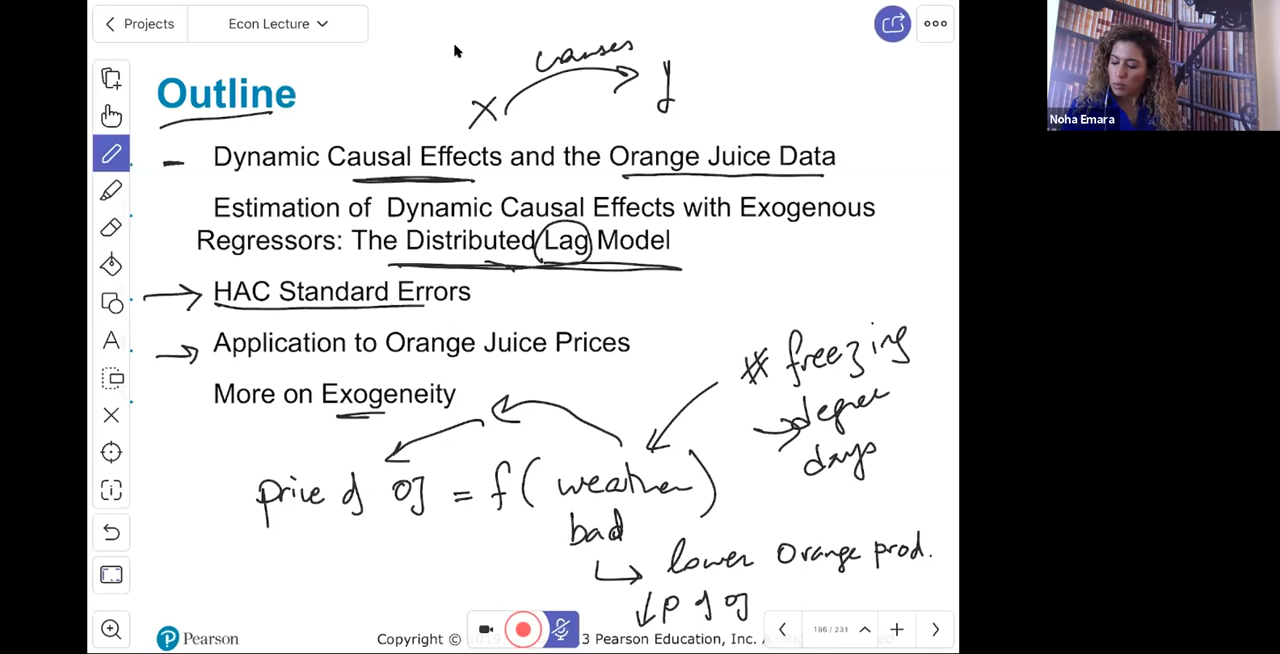 Projects
Econ Lecture
Noha Emara
causes
x y
Outline
Dynamic Causal Effects and the Orange Juice Data
Estimation of Dynamic Causal Effects with Exogenous
Regressors: The Distributed Lag Model
HAC Standard Errors
Application to Orange Juice Prices
More on Exogeneity
# freezing
degree
days
price of OJ = f( weather )
bad
lower Orange prod.
↓ P of OJ
Pearson
Copyright ©
3 Pearson Education, Inc.
186 / 231